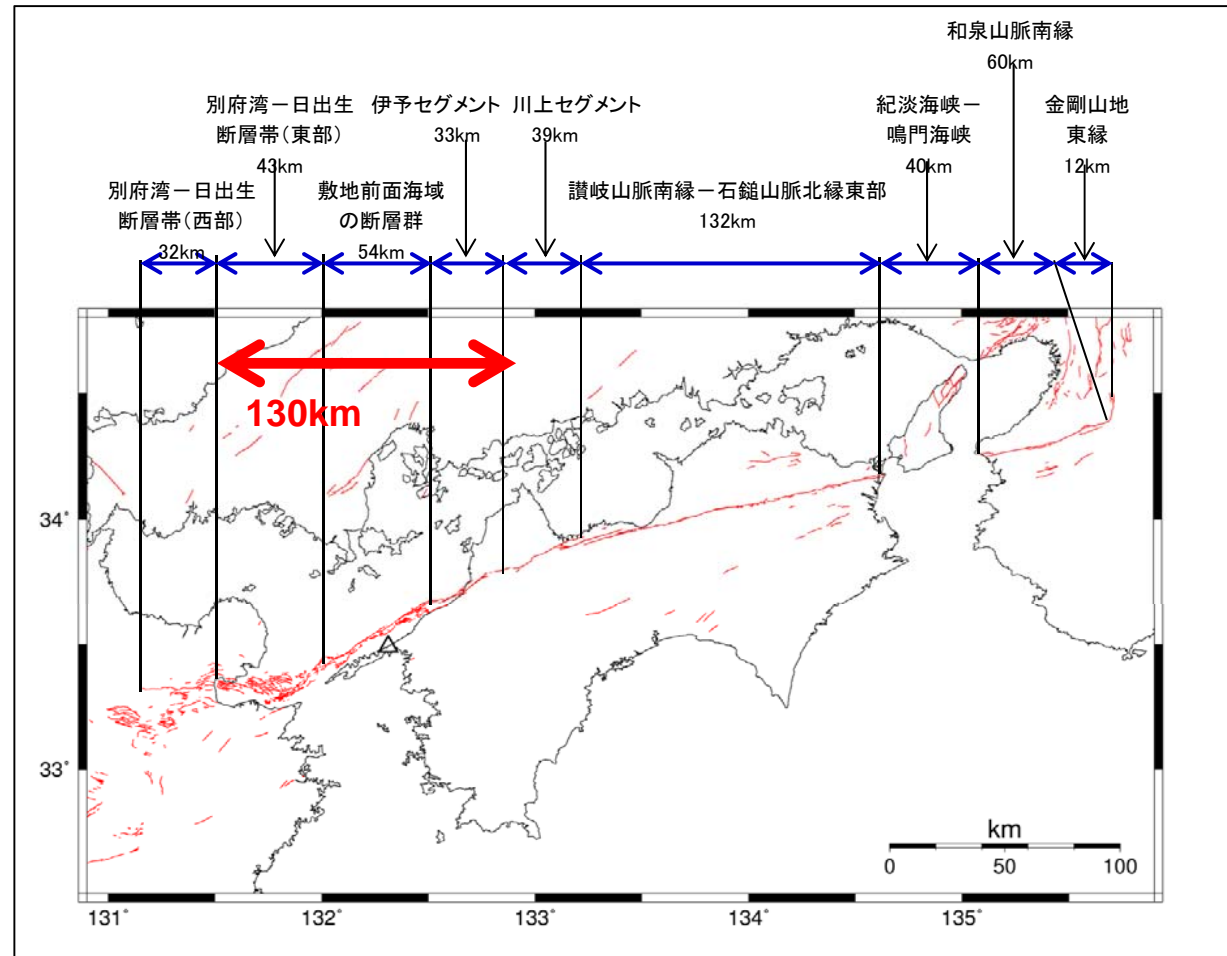 和泉山脈南縁
60km
別府湾－日出生
断層帯（東部）
43km
伊予セグメント
33km
川上セグメント
39km
紀淡海峡－
鳴門海峡
40km
金剛山地
東縁
12km
別府湾－日出生
断層帯（西部）
32km
敷地前面海域
の断層群
54km
讃岐山脈南縁－石鎚山脈北縁東部
132km
130km
34°
33°
km
0 50 100
131° 132° 133° 134° 135°